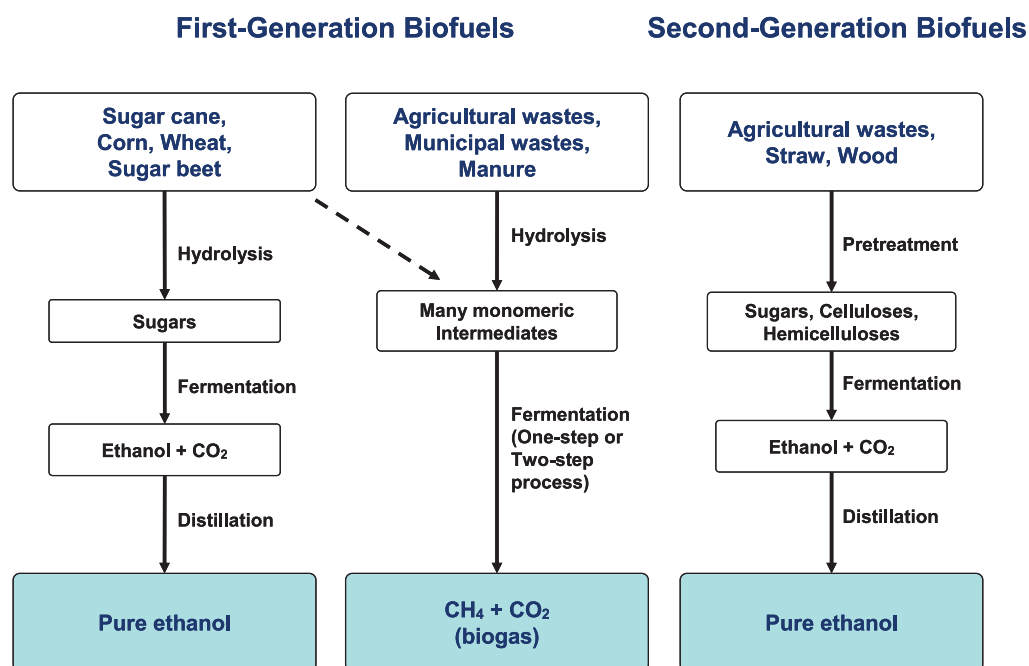 First-Generation Biofuels
Second-Generation Biofuels
Sugar cane,
Corn, Wheat,
Sugar beet
Hydrolysis
Sugars
Fermentation
Ethanol + CO₂
Distillation
Pure ethanol
Agricultural wastes,
Municipal wastes,
Manure
Hydrolysis
Many monomeric
Intermediates
Fermentation
(One-step or
Two-step
process)
CH₄ + CO₂
(biogas)
Agricultural wastes,
Straw, Wood
Pretreatment
Sugars, Celluloses,
Hemicelluloses
Fermentation
Ethanol + CO₂
Distillation
Pure ethanol